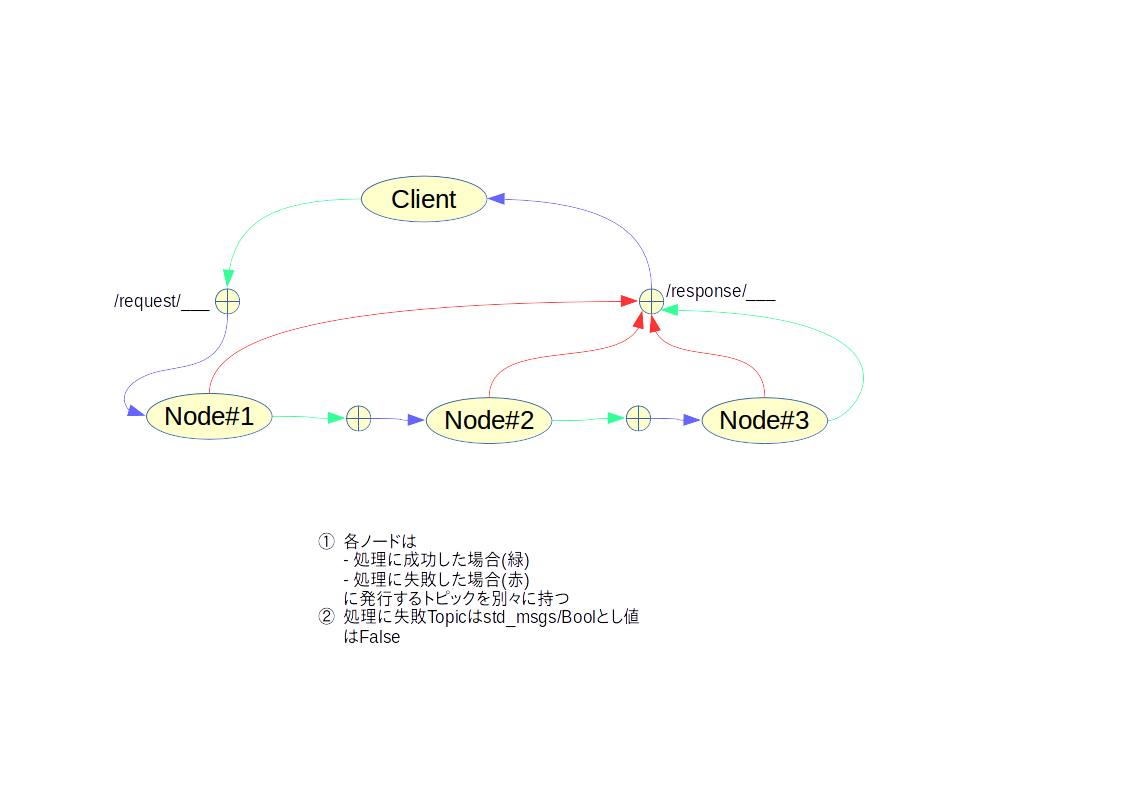 Client
/request/___
/response/___
Node#1
Node#2
Node#3
① 各ノードは
- 処理に成功した場合(緑)
- 処理に失敗した場合(赤)
に発行するトピックを別々に持つ
② 処理に失敗Topicはstd_msgs/Boolとし値
はFalse